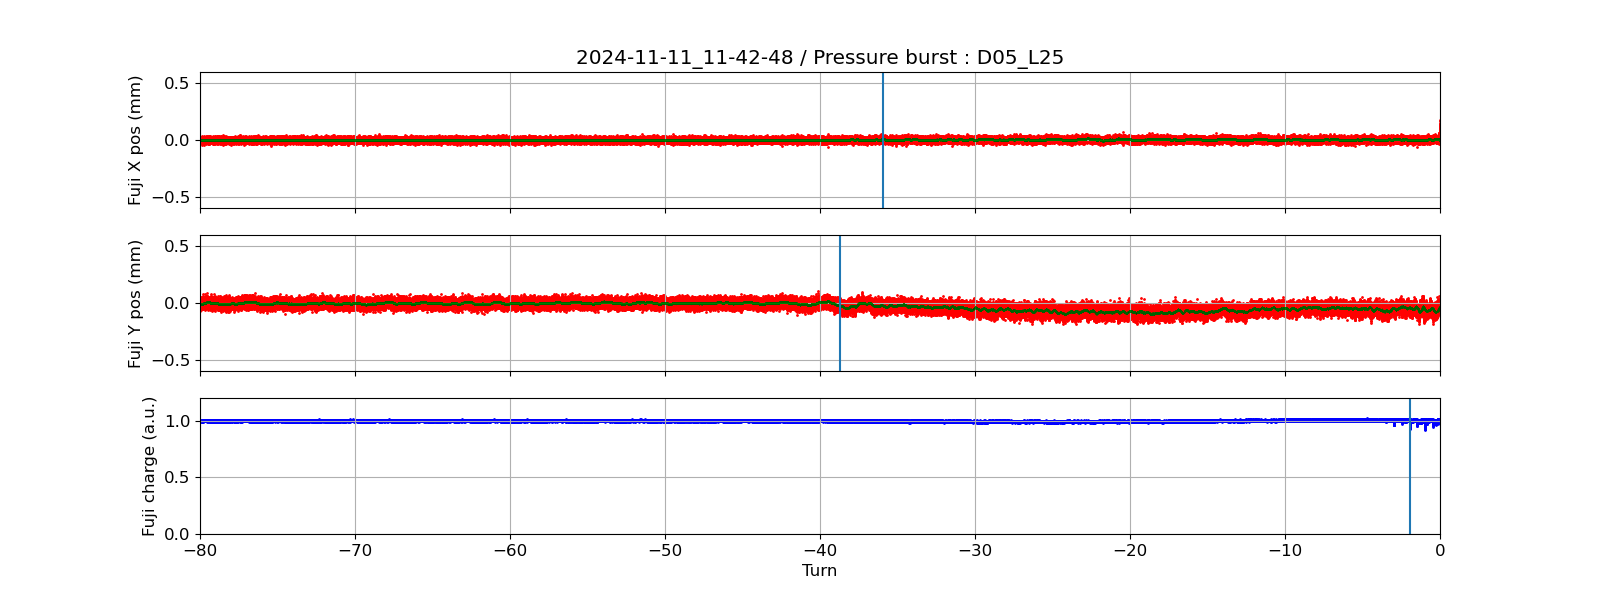 2024-11-11_11-42-48 / Pressure burst : D05_L25
Fuji X pos (mm)
0.5
0.0
−0.5
Fuji Y pos (mm)
0.5
0.0
−0.5
Fuji charge (a.u.)
1.0
0.5
0.0
−80 −70 −60 −50 −40 −30 −20 −10 0
Turn